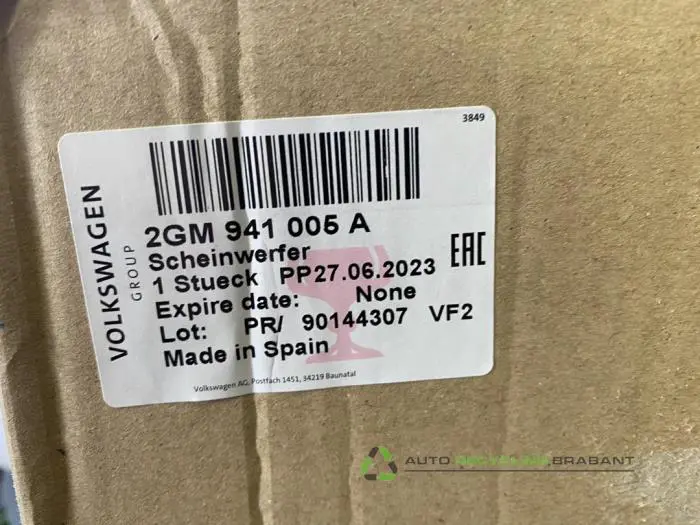 3849
VOLKSWAGEN
GROUP
2GM 941 005 A
Scheinwerfer
1 Stueck PP27.06.2023
Expire date: None
Lot: PR/ 90144307 VF2
Made in Spain
EAC
Volkswagen AG, Postfach 1451, 34219 Baunatal
AUTO RECYCLING BRABANT